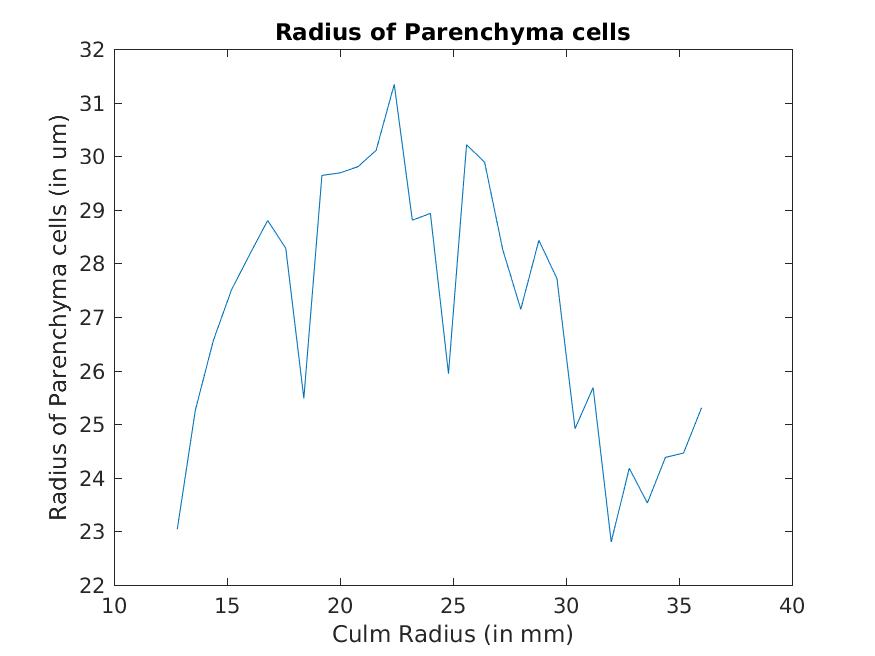 Radius of Parenchyma cells
32
31
30
29
28
27
26
25
24
23
22
Radius of Parenchyma cells (in um)
10 15 20 25 30 35 40
Culm Radius (in mm)